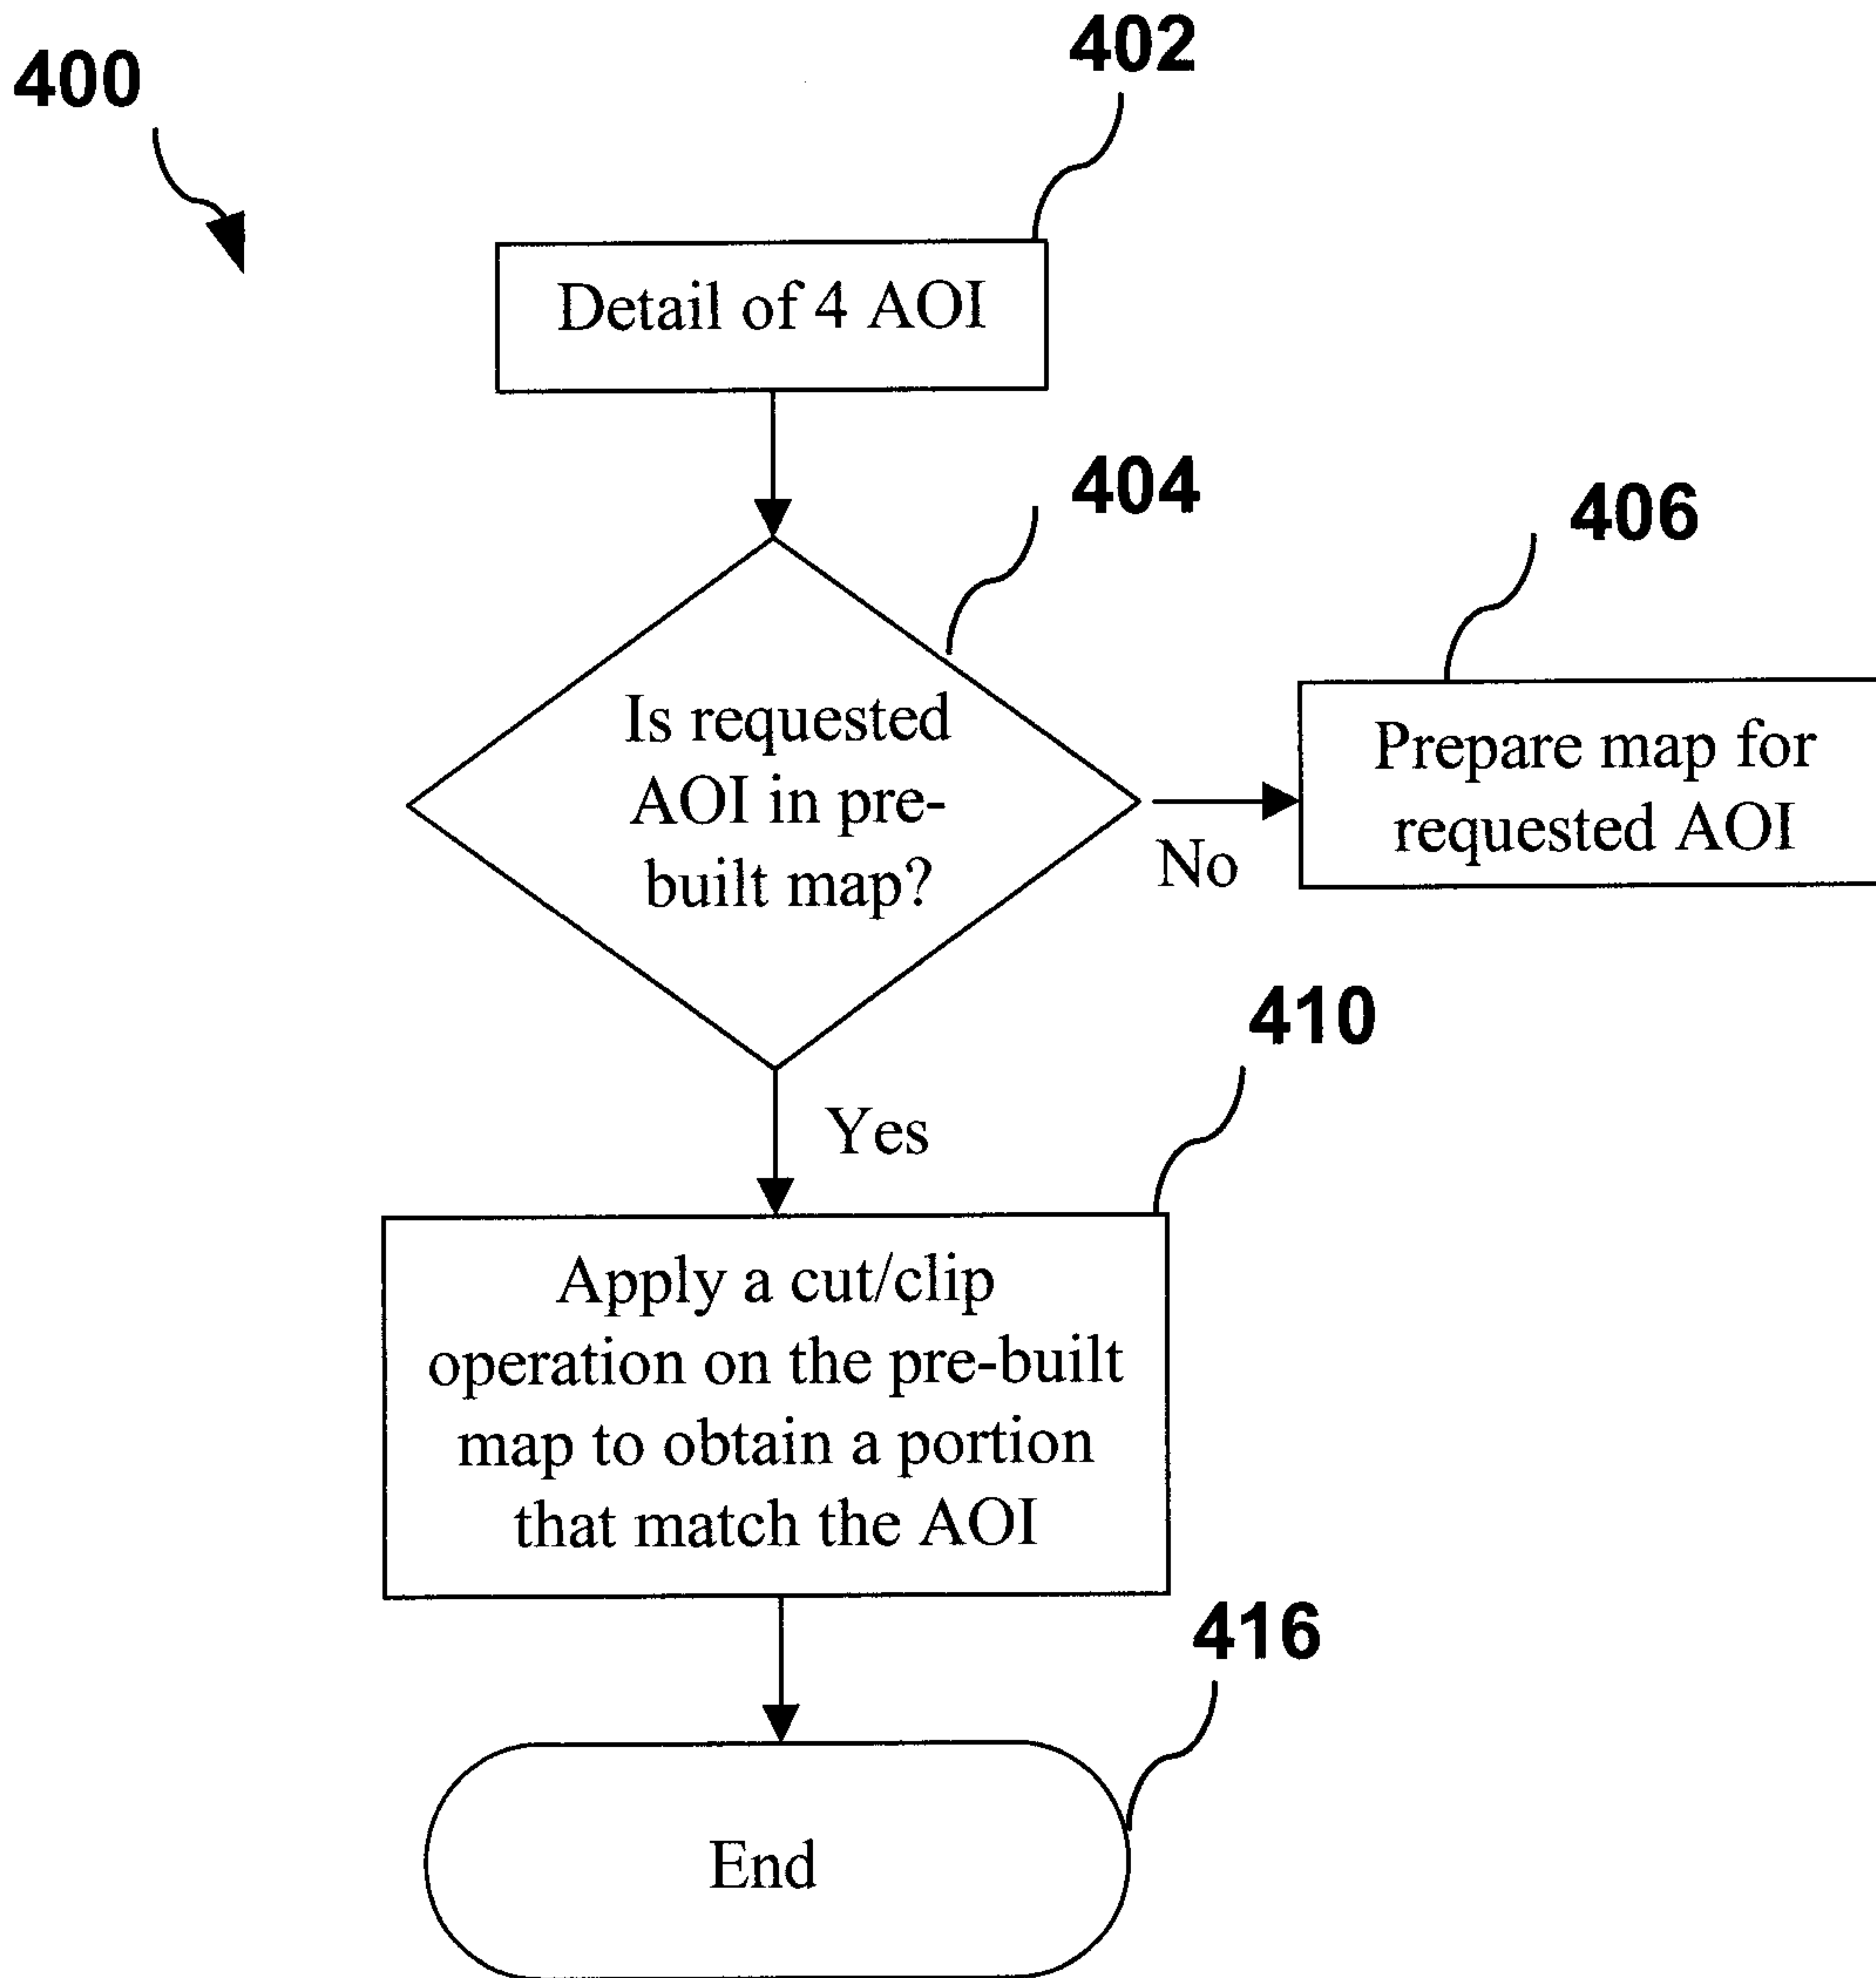 400
402
Detail of 4 AOI
404
406
Is requested
AOI in pre-
built map?
No
Prepare map for
requested AOI
Yes
410
Apply a cut/clip
operation on the pre-built
map to obtain a portion
that match the AOI
416
End